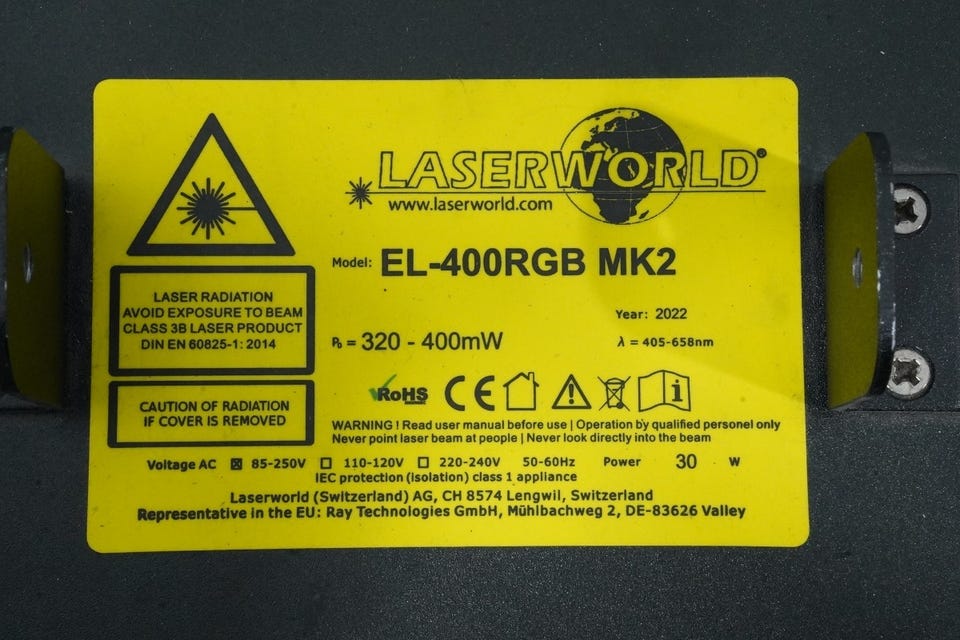 LASERWORLD®
www.laserworld.com
Model: EL-400RGB MK2
LASER RADIATION
AVOID EXPOSURE TO BEAM
CLASS 3B LASER PRODUCT
DIN EN 60825-1: 2014
Year: 2022
P₀ = 320 - 400mW
λ = 405-658nm
RoHS CE i
CAUTION OF RADIATION
IF COVER IS REMOVED
WARNING ! Read user manual before use | Operation by qualified personel only
Never point laser beam at people | Never look directly into the beam
Voltage AC ☒ 85-250V ☐ 110-120V ☐ 220-240V 50-60Hz Power 30 W
IEC protection (isolation) class 1 appliance
Laserworld (Switzerland) AG, CH 8574 Lengwil, Switzerland
Representative in the EU: Ray Technologies GmbH, Mühlbachweg 2, DE-83626 Valley